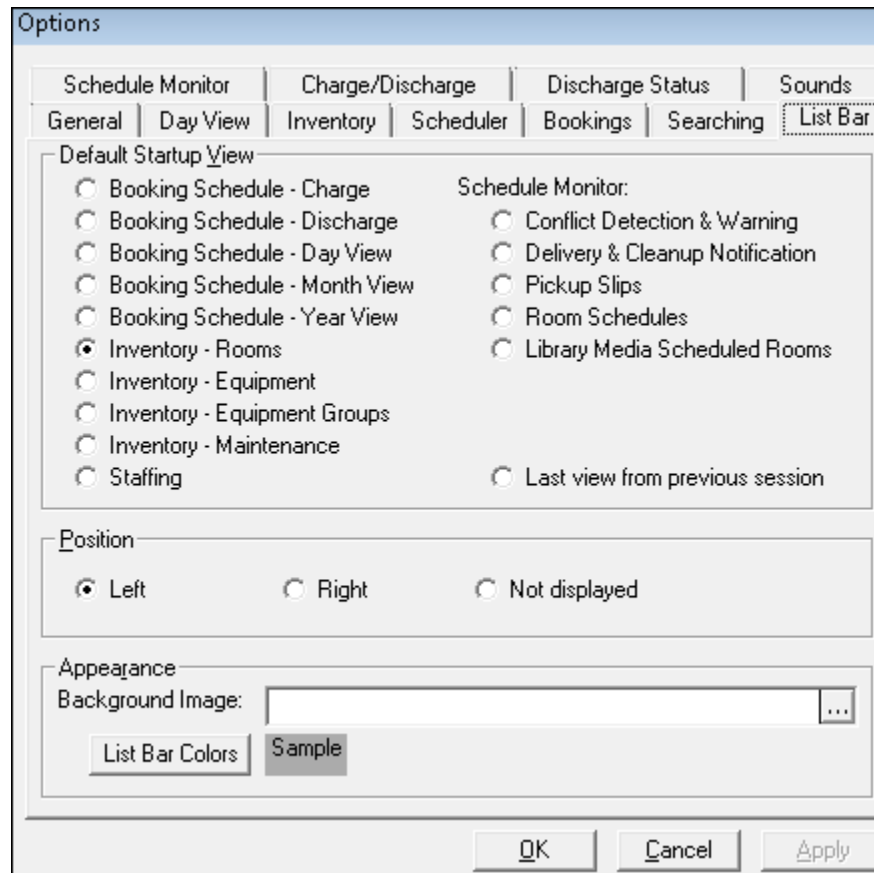 Options
Schedule Monitor Charge/Discharge Discharge Status Sounds
General Day View Inventory Scheduler Bookings Searching List Bar
Default Startup View
Booking Schedule - Charge Schedule Monitor:
Booking Schedule - Discharge Conflict Detection & Warning
Booking Schedule - Day View Delivery & Cleanup Notification
Booking Schedule - Month View Pickup Slips
Booking Schedule - Year View Room Schedules
Inventory - Rooms Library Media Scheduled Rooms
Inventory - Equipment
Inventory - Equipment Groups
Inventory - Maintenance
Staffing Last view from previous session
Position
Left Right Not displayed
Appearance
Background Image: ...
List Bar Colors Sample
OK Cancel Apply